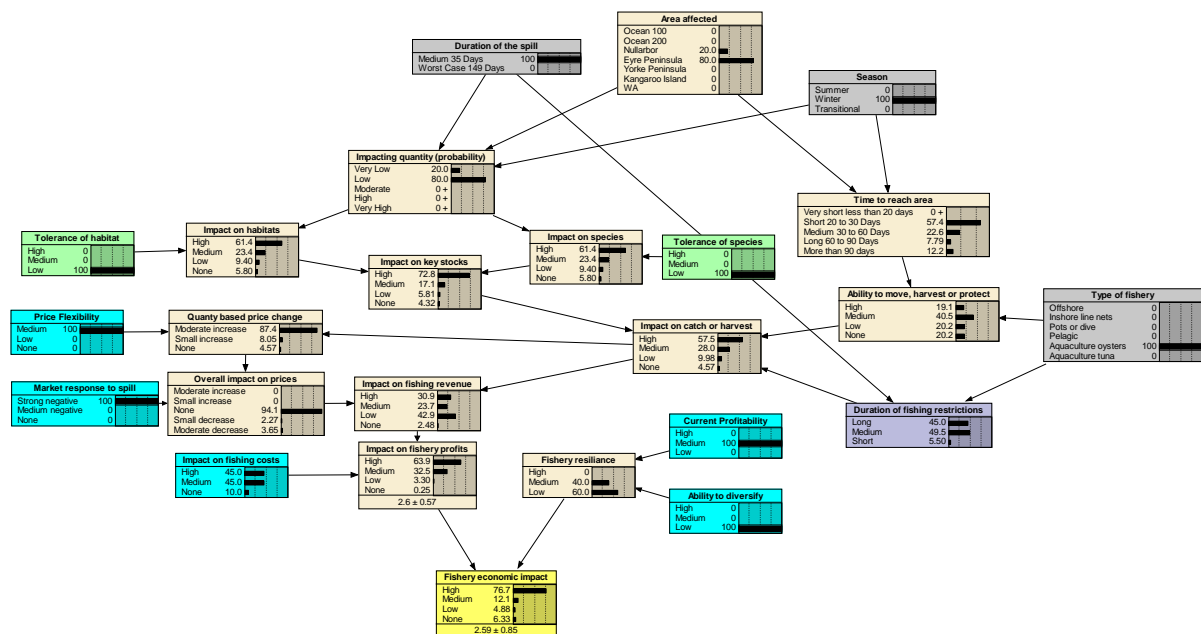 Area affected
Ocean 100 0
Ocean 200 0
Nullarbor 20.0
Eyre Peninsula 80.0
Yorke Peninsula 0
Kangaroo Island 0
WA 0
Duration of the spill
Medium 35 Days 100
Worst Case 149 Days 0
Season
Summer 0
Winter 100
Transitional 0
Impacting quantity (probability)
Very Low 20.0
Low 80.0
Moderate 0 +
High 0 +
Very High 0 +
Time to reach area
Very short less than 20 days 0 +
Short 20 to 30 Days 57.4
Medium 30 to 60 Days 22.6
Long 60 to 90 Days 7.79
More than 90 days 12.2
Impact on habitats
High 61.4
Medium 23.4
Low 9.40
None 5.80
Tolerance of habitat
High 0
Medium 0
Low 100
Impact on species
High 61.4
Medium 23.4
Low 9.40
None 5.80
Tolerance of species
High 0
Medium 0
Low 100
Impact on key stocks
High 72.8
Medium 17.1
Low 5.81
None 4.32
Ability to move, harvest or protect
High 19.1
Medium 40.5
Low 20.2
None 20.2
Type of fishery
Offshore 0
Inshore line nets 0
Pots or dive 0
Pelagic 0
Aquaculture oysters 100
Aquaculture tuna 0
Price Flexibility
Medium 100
Low 0
None 0
Quanty based price change
Moderate increase 87.4
Small increase 8.05
None 4.57
Impact on catch or harvest
High 57.5
Medium 28.0
Low 9.98
None 4.57
Market response to spill
Strong negative 100
Medium negative 0
None 0
Overall impact on prices
Moderate increase 0
Small increase 0
None 94.1
Small decrease 2.27
Moderate decrease 3.65
Impact on fishing revenue
High 30.9
Medium 23.7
Low 42.9
None 2.48
Duration of fishing restrictions
Long 45.0
Medium 49.5
Short 5.50
Current Profitability
High 0
Medium 100
Low 0
Impact on fishing costs
High 45.0
Medium 45.0
None 10.0
Impact on fishery profits
High 63.9
Medium 32.5
Low 3.30
None 0.25
2.6 ± 0.57
Fishery resiliance
High 0
Medium 40.0
Low 60.0
Ability to diversify
High 0
Medium 0
Low 100
Fishery economic impact
High 76.7
Medium 12.1
Low 4.88
None 6.33
2.59 ± 0.85